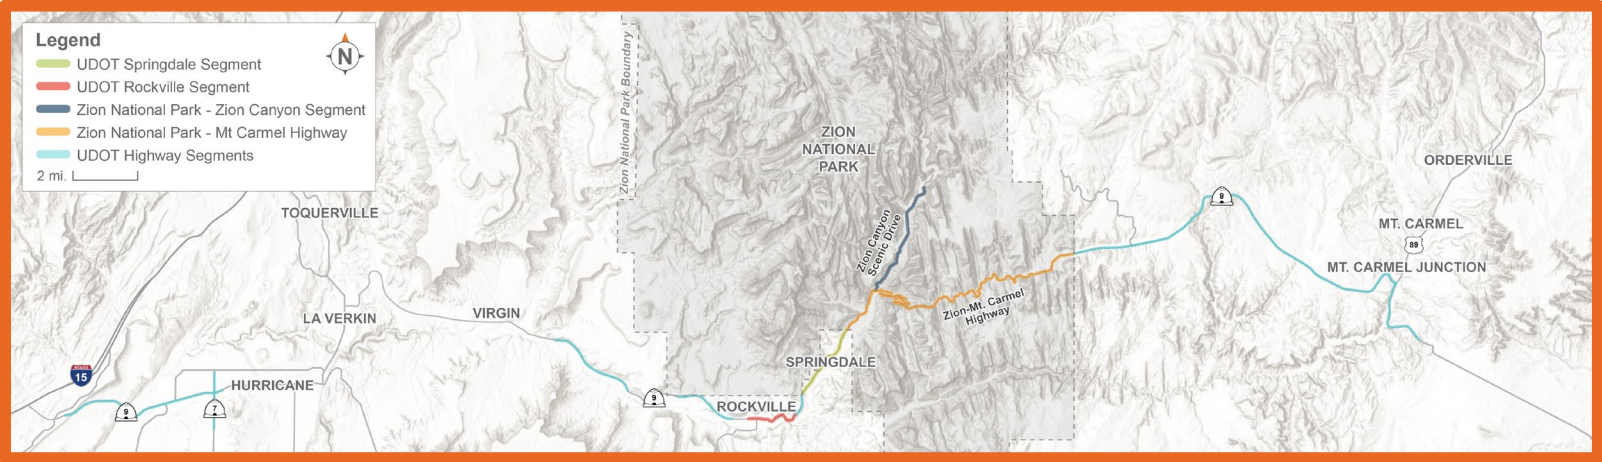 Legend
N
UDOT Springdale Segment
UDOT Rockville Segment
Zion National Park - Zion Canyon Segment
Zion National Park - Mt Carmel Highway
UDOT Highway Segments
2 mi.
Zion National Park Boundary
ZION
NATIONAL
PARK
ORDERVILLE
TOQUERVILLE
9
MT. CARMEL
89
MT. CARMEL JUNCTION
Zion Canyon
Scenic Drive
Zion-Mt. Carmel
Highway
LA VERKIN
VIRGIN
SPRINGDALE
15
HURRICANE
9
7
9
ROCKVILLE